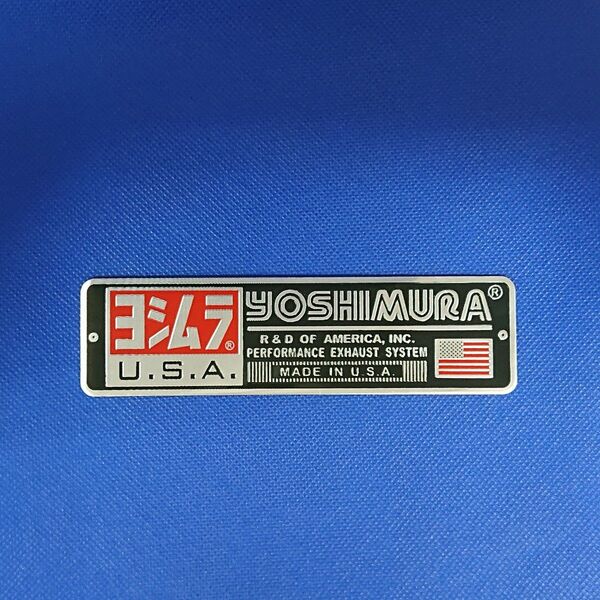 ヨシムラ®
U.S.A.
YOSHIMURA®
R & D OF AMERICA, INC.
PERFORMANCE EXHAUST SYSTEM
MADE IN U.S.A.